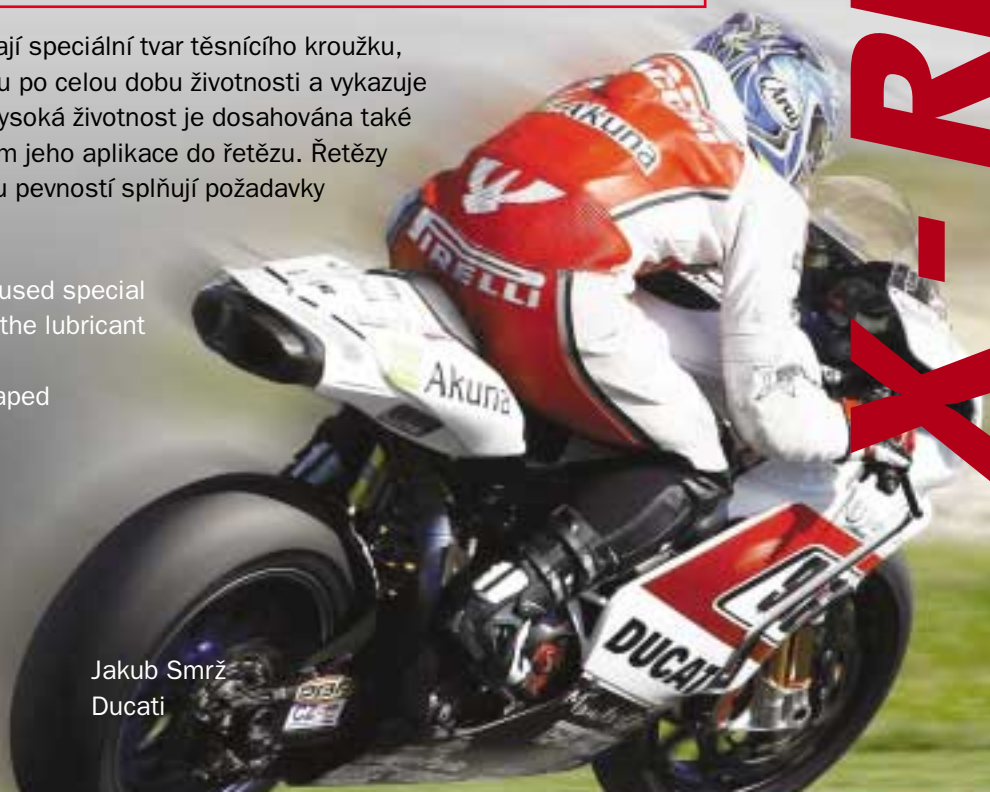 ají speciální tvar těsnícího kroužku,
u po celou dobu životnosti a vykazuje
ysoká životnost je dosahována také
m jeho aplikace do řetězu. Řetězy
u pevností splňují požadavky
used special
the lubricant
aped
X - R
Arai
akuna
PIRELLI
Akuna
DUCATI
Jakub Smrž
Ducati